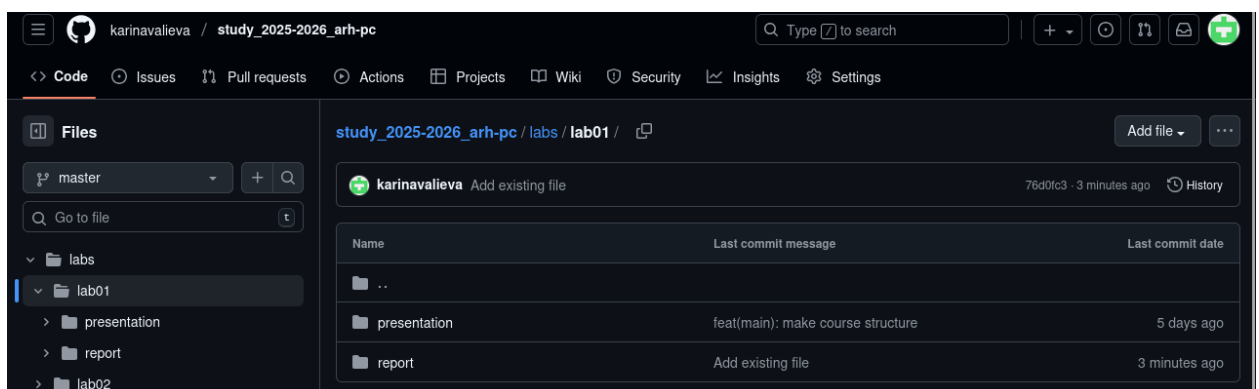 karinavalieva / study_2025-2026_arh-pc
Type / to search
Code Issues Pull requests Actions Projects Wiki Security Insights Settings
Files
master
Go to file t
labs
lab01
presentation
report
lab02
study_2025-2026_arh-pc / labs / lab01 /
Add file
karinavalieva Add existing file 76d0fc3 · 3 minutes ago History
Name Last commit message Last commit date
..
presentation feat(main): make course structure 5 days ago
report Add existing file 3 minutes ago